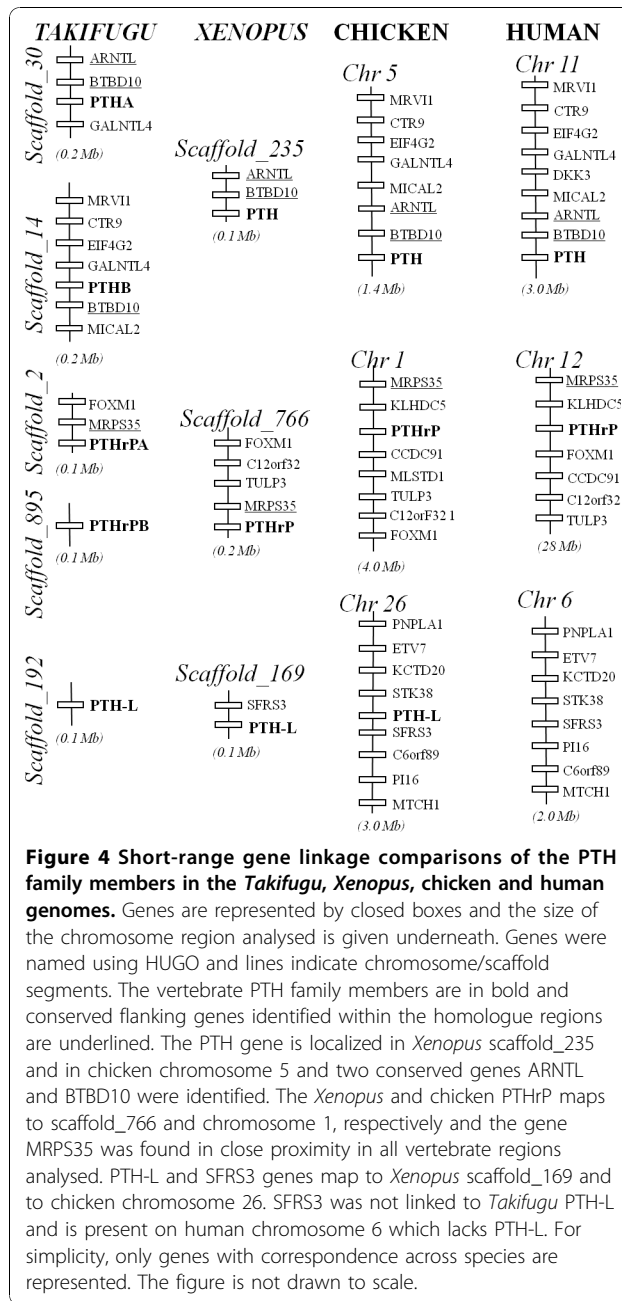 TAKIFUGU
XENOPUS
CHICKEN
HUMAN
Scaffold_30
ARNTL
BTBD10
PTHA
GALNTL4
(0.2 Mb)
Scaffold_14
MRVI1
CTR9
EIF4G2
GALNTL4
PTHB
BTBD10
MICAL2
(0.2 Mb)
Scaffold_235
ARNTL
BTBD10
PTH
(0.1 Mb)
Chr 5
MRVI1
CTR9
EIF4G2
GALNTL4
MICAL2
ARNTL
BTBD10
PTH
(1.4 Mb)
Chr 11
MRVI1
CTR9
EIF4G2
GALNTL4
DKK3
MICAL2
ARNTL
BTBD10
PTH
(3.0 Mb)
Scaffold_2
FOXM1
MRPS35
PTHrPA
(0.1 Mb)
Scaffold_895
PTHrPB
(0.1 Mb)
Scaffold_766
FOXM1
C12orf32
TULP3
MRPS35
PTHrP
(0.2 Mb)
Chr 1
MRPS35
KLHDC5
PTHrP
CCDC91
MLSTD1
TULP3
C12orF32 1
FOXM1
(4.0 Mb)
Chr 12
MRPS35
KLHDC5
PTHrP
FOXM1
CCDC91
C12orf32
TULP3
(28 Mb)
Scaffold_192
PTH-L
(0.1 Mb)
Scaffold_169
SFRS3
PTH-L
(0.1 Mb)
Chr 26
PNPLA1
ETV7
KCTD20
STK38
PTH-L
SFRS3
C6orf89
PI16
MTCH1
(3.0 Mb)
Chr 6
PNPLA1
ETV7
KCTD20
STK38
SFRS3
PI16
C6orf89
MTCH1
(2.0 Mb)
Figure 4 Short-range gene linkage comparisons of the PTH
family members in the Takifugu, Xenopus, chicken and human
genomes. Genes are represented by closed boxes and the size of
the chromosome region analysed is given underneath. Genes were
named using HUGO and lines indicate chromosome/scaffold
segments. The vertebrate PTH family members are in bold and
conserved flanking genes identified within the homologue regions
are underlined. The PTH gene is localized in Xenopus scaffold_235
and in chicken chromosome 5 and two conserved genes ARNTL
and BTBD10 were identified. The Xenopus and chicken PTHrP maps
to scaffold_766 and chromosome 1, respectively and the gene
MRPS35 was found in close proximity in all vertebrate regions
analysed. PTH-L and SFRS3 genes map to Xenopus scaffold_169 and
to chicken chromosome 26. SFRS3 was not linked to Takifugu PTH-L
and is present on human chromosome 6 which lacks PTH-L. For
simplicity, only genes with correspondence across species are
represented. The figure is not drawn to scale.